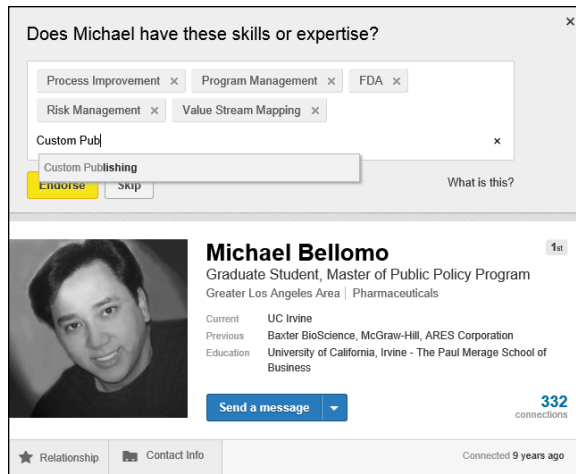 Does Michael have these skills or expertise?
Process Improvement × Program Management × FDA ×
Risk Management × Value Stream Mapping ×
Custom Pub
Custom Publishing
Endorse Skip What is this?
Michael Bellomo 1st
Graduate Student, Master of Public Policy Program
Greater Los Angeles Area | Pharmaceuticals
Current UC Irvine
Previous Baxter BioScience, McGraw-Hill, ARES Corporation
Education University of California, Irvine - The Paul Merage School of
Business
Send a message 332
connections
Relationship Contact Info Connected 9 years ago